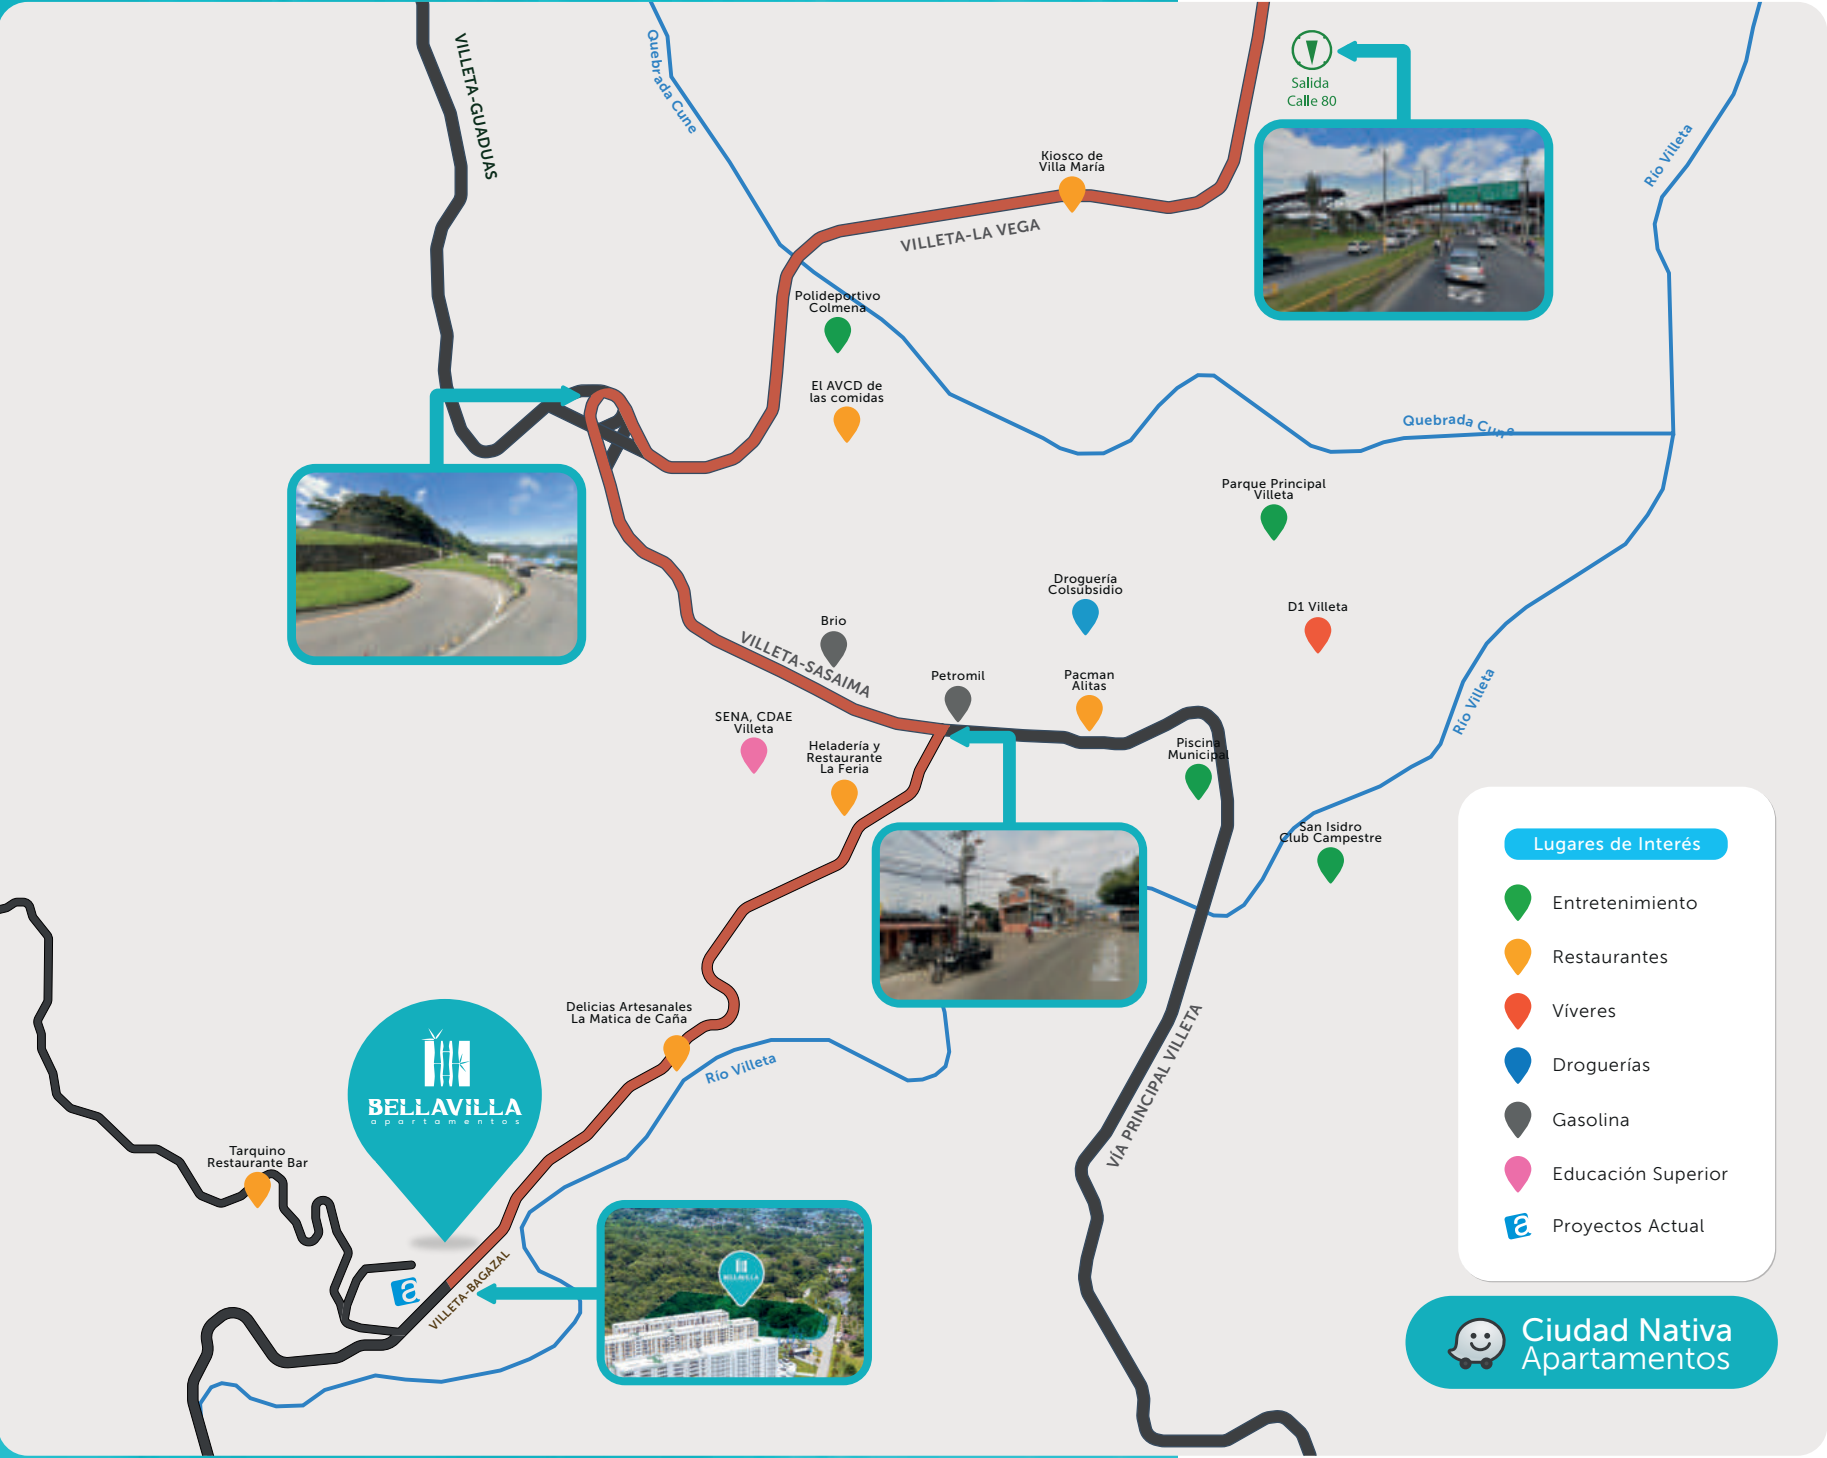 VILLETA-GUADUAS
Quebrada Cune
Salida
Calle 80
Río Villeta
Kiosco de
Villa María
VILLETA-LA VEGA
Polideportivo
Colmena
El AVCD de
las comidas
Quebrada Cune
Parque Principal
Villeta
Droguería
Colsubsidio
D1 Villeta
Brio
VILLETA-SASAIMA
Petromil
Pacman
Alitas
Río Villeta
SENA, CDAE
Villeta
Heladería y
Restaurante
La Feria
Piscina
Municipal
San Isidro
Club Campestre
Lugares de Interés
Entretenimiento
Restaurantes
Víveres
Droguerías
Gasolina
Educación Superior
a Proyectos Actual
Delicias Artesanales
La Matica de Caña
Río Villeta
VÍA PRINCIPAL VILLETA
BELLAVILLA
apartamentos
Tarquino
Restaurante Bar
a
VILLETA-BAGAZAL
BELLAVILLA
Ciudad Nativa
Apartamentos